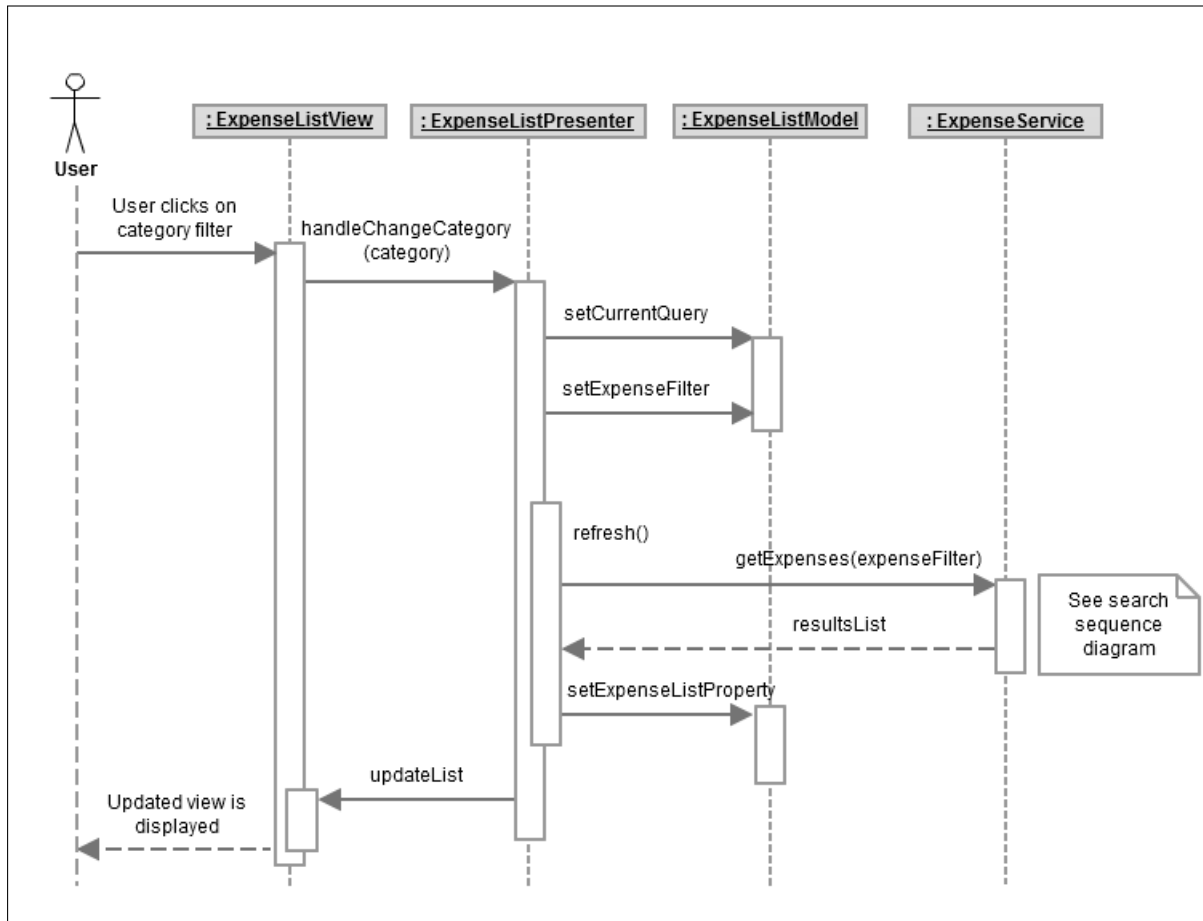 : ExpenseListView
: ExpenseListPresenter
: ExpenseListModel
: ExpenseService
User
User clicks on
category filter
handleChangeCategory
(category)
setCurrentQuery
setExpenseFilter
refresh()
getExpenses(expenseFilter)
See search
sequence
diagram
resultsList
setExpenseListProperty
updateList
Updated view is
displayed